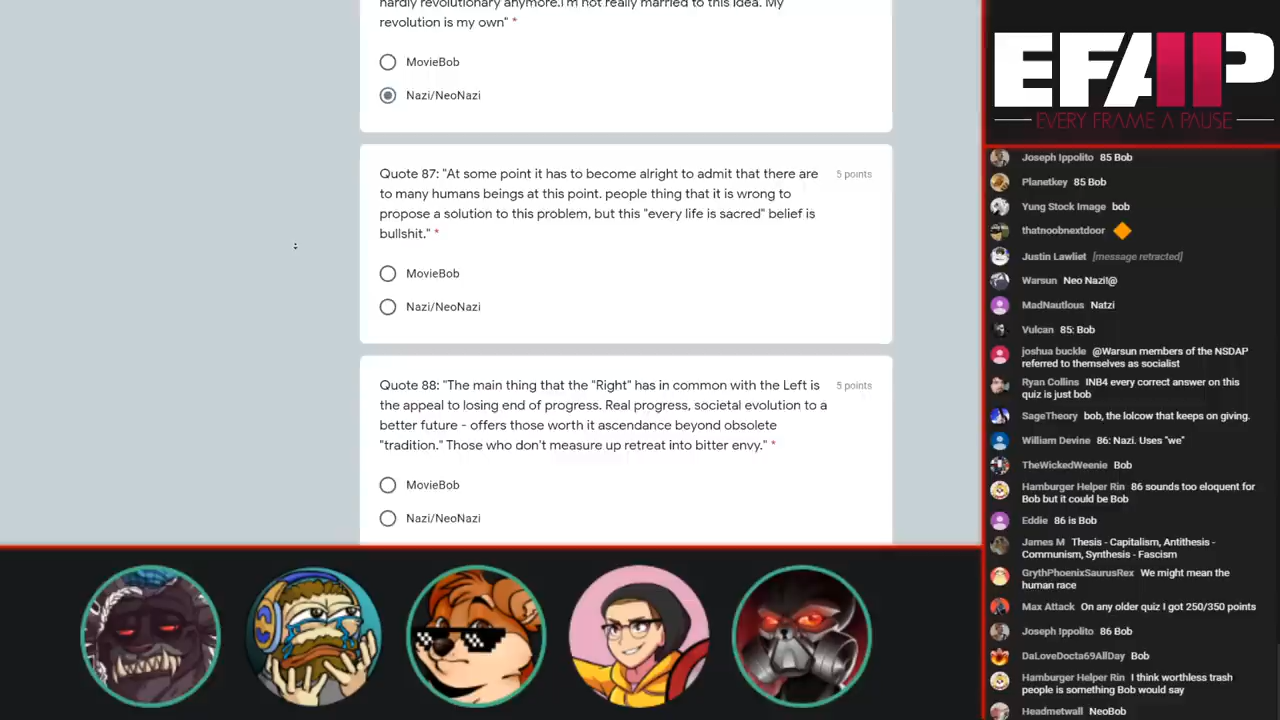 hardly revolutionary anymore.I'm not really married to this idea. My
revolution is my own" *
MovieBob
Nazi/NeoNazi
Quote 87: "At some point it has to become alright to admit that there are
to many humans beings at this point. people thing that it is wrong to
propose a solution to this problem, but this "every life is sacred" belief is
bullshit." *
5 points
MovieBob
Nazi/NeoNazi
Quote 88: "The main thing that the "Right" has in common with the Left is
the appeal to losing end of progress. Real progress, societal evolution to a
better future - offers those worth it ascendance beyond obsolete
"tradition." Those who don't measure up retreat into bitter envy." *
5 points
MovieBob
Nazi/NeoNazi
EFAP
EVERY FRAME A PAUSE
Joseph Ippolito 85 Bob
Planetkey 85 Bob
Yung Stock Image bob
thatnoobnextdoor
Justin Lawliet [message retracted]
Warsun Neo Nazi!@
MadNautlous Natzi
Vulcan 85: Bob
joshua buckle @Warsun members of the NSDAP
referred to themselves as socialist
Ryan Collins INB4 every correct answer on this
quiz is just bob
SageTheory bob, the lolcow that keeps on giving.
William Devine 86: Nazi. Uses "we"
TheWickedWeenie Bob
Hamburger Helper Rin 86 sounds too eloquent for
Bob but it could be Bob
Eddie 86 is Bob
James M Thesis - Capitalism, Antithesis -
Communism, Synthesis - Fascism
GrythPhoenixSaurusRex We might mean the
human race
Max Attack On any older quiz I got 250/350 points
Joseph Ippolito 86 Bob
DaLoveDocta69AllDay Bob
Hamburger Helper Rin I think worthless trash
people is something Bob would say
Headmetwall NeoBob